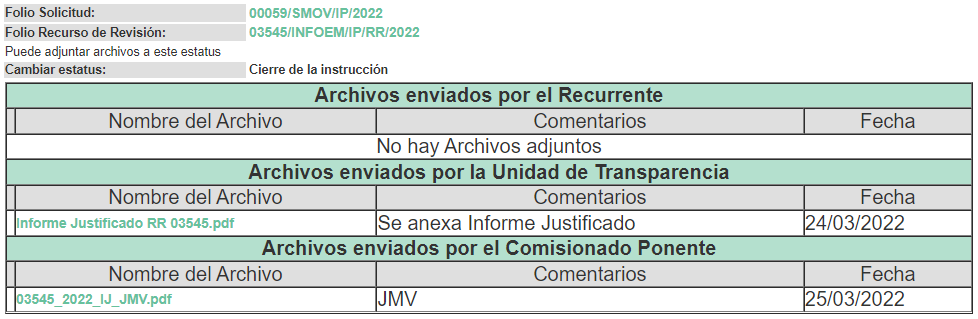 Folio Solicitud: 00059/SMOV/IP/2022
Folio Recurso de Revisión: 03545/INFOEM/IP/RR/2022
Puede adjuntar archivos a este estatus
Cambiar estatus: Cierre de la instrucción
Archivos enviados por el Recurrente
Nombre del Archivo Comentarios Fecha
No hay Archivos adjuntos
Archivos enviados por la Unidad de Transparencia
Nombre del Archivo Comentarios Fecha
Informe Justificado RR 03545.pdf Se anexa Informe Justificado 24/03/2022
Archivos enviados por el Comisionado Ponente
Nombre del Archivo Comentarios Fecha
03545_2022_IJ_JMV.pdf JMV 25/03/2022